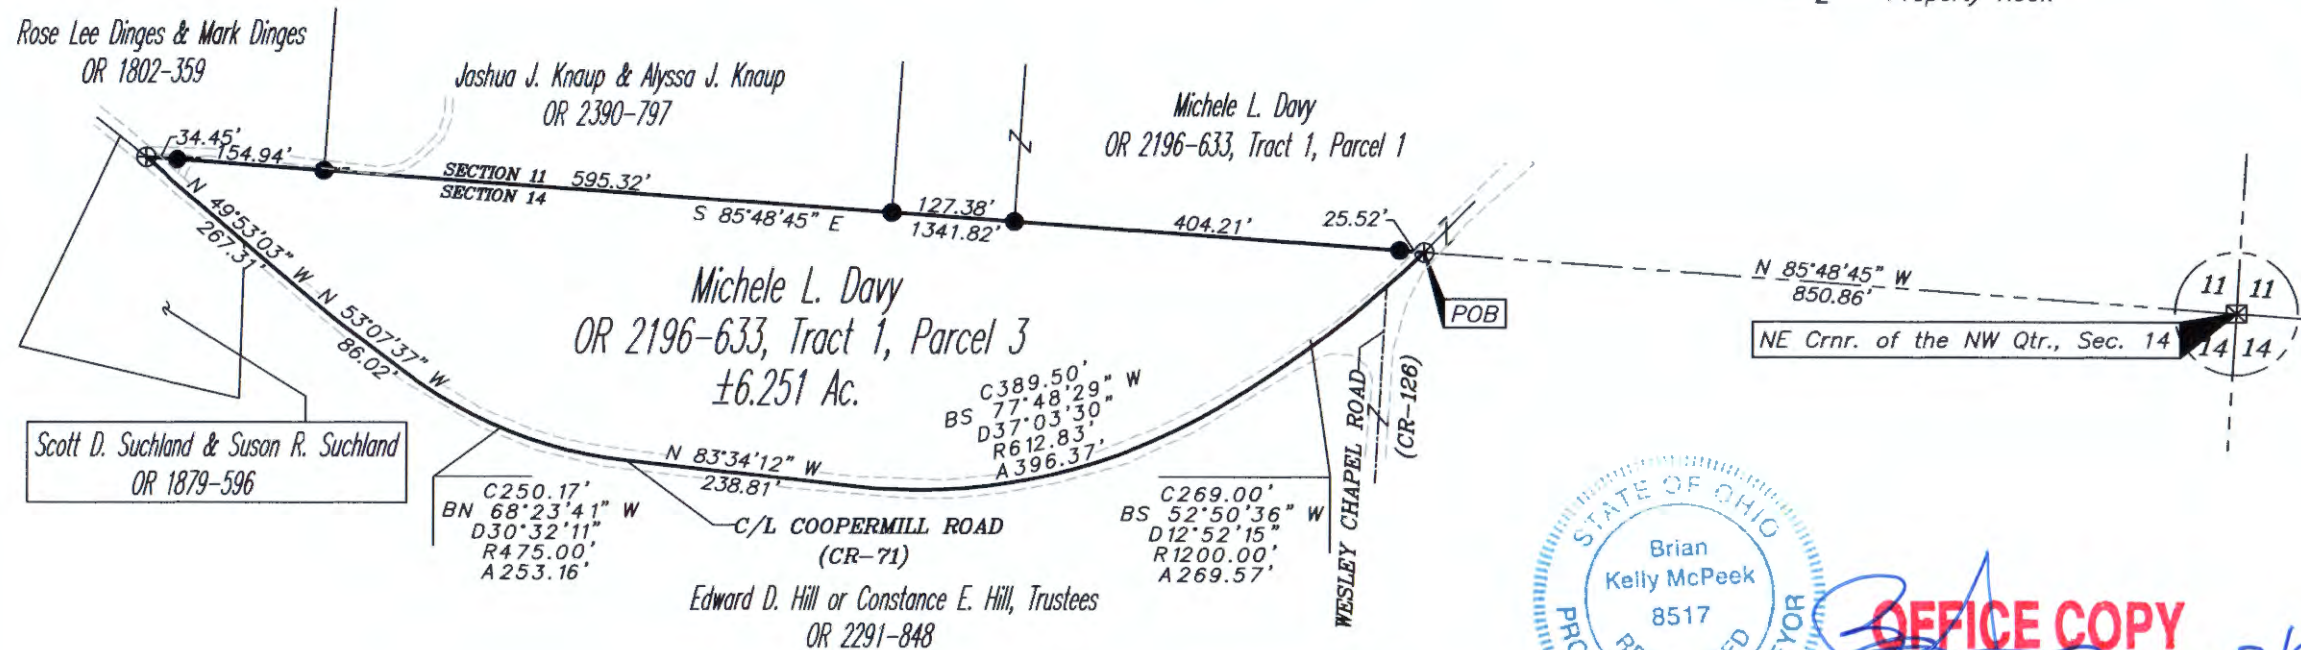 Property Hook
Rose Lee Dinges & Mark Dinges
OR 1802-359
Joshua J. Knaup & Alyssa J. Knaup
OR 2390-797
Michele L. Davy
OR 2196-633, Tract 1, Parcel 1
34.45'
154.94'
SECTION 11
SECTION 14
595.32'
S 85°48'45" E
127.38'
1341.82'
404.21'
25.52'
N 85°48'45" W
850.86'
11 11
14 14
POB
NE Crnr. of the NW Qtr., Sec. 14
N 49°53'03" W
267.31'
N 53°07'37" W
86.02'
Michele L. Davy
OR 2196-633, Tract 1, Parcel 3
±6.251 Ac.
C389.50'
BS 77°48'29" W
D37°03'30"
R612.83'
A396.37'
WESLEY CHAPEL ROAD
(CR-126)
Scott D. Suchland & Susan R. Suchland
OR 1879-596
C250.17'
BN 68°23'41" W
D30°32'11"
R475.00'
A253.16'
N 83°34'12" W
238.81'
C/L COOPERMILL ROAD
(CR-71)
C269.00'
BS 52°50'36" W
D12°52'15"
R1200.00'
A269.57'
Edward D. Hill or Constance E. Hill, Trustees
OR 2291-848
STATE OF OHIO
Brian
Kelly McPeek
8517
OFFICE COPY